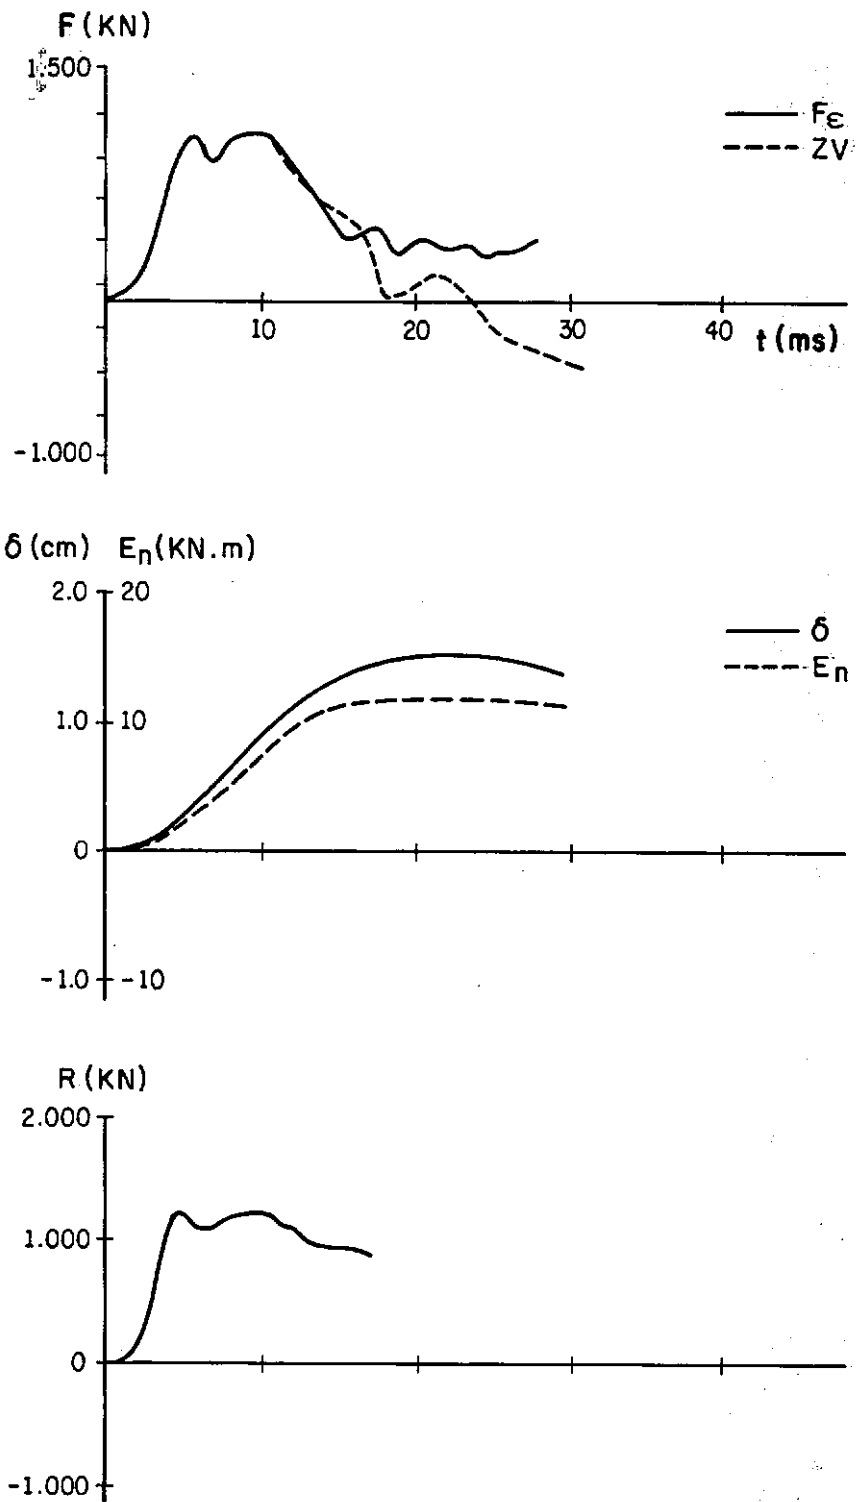 F (KN)
1.500
Fε
ZV
10 20 30 40 t (ms)
-1.000
δ (cm) En (KN.m)
2.0 20
δ
En
1.0 10
0
-1.0 -10
R (KN)
2.000
1.000
0
-1.000